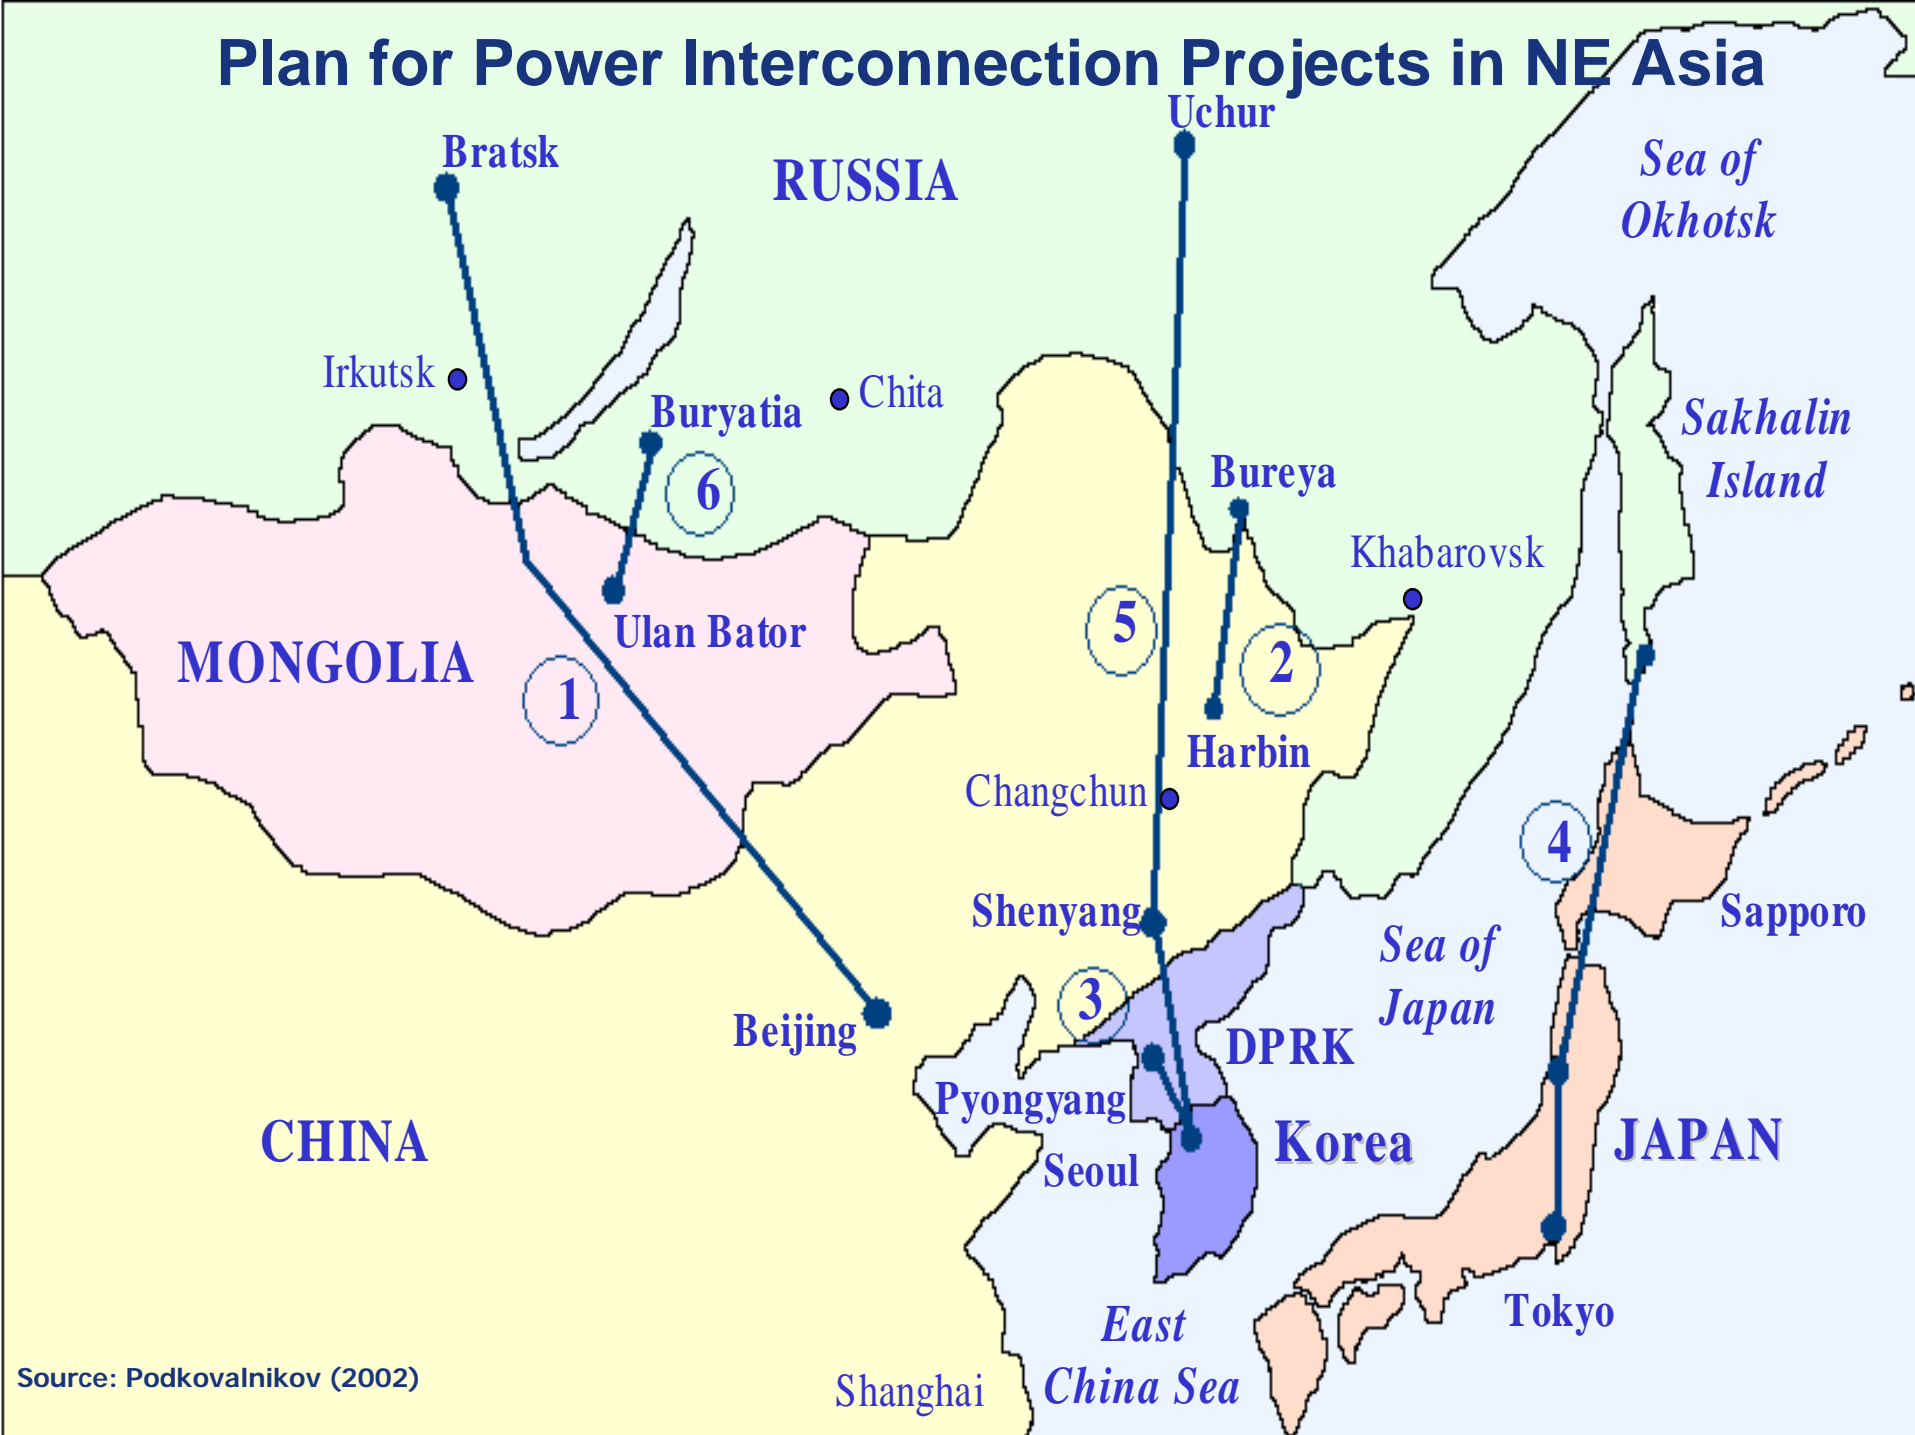 Plan for Power Interconnection Projects in NE Asia
Uchur
Bratsk
RUSSIA
Sea of
Okhotsk
Irkutsk
Chita
Buryatia
Sakhalin
Island
6
Bureya
Khabarovsk
5
Ulan Bator
MONGOLIA
2
1
Harbin
Changchun
4
Shenyang
Sapporo
Sea of
Japan
3
Beijing
DPRK
Pyongyang
CHINA
Korea
JAPAN
Seoul
Tokyo
East
China Sea
Source: Podkovalnikov (2002)
Shanghai